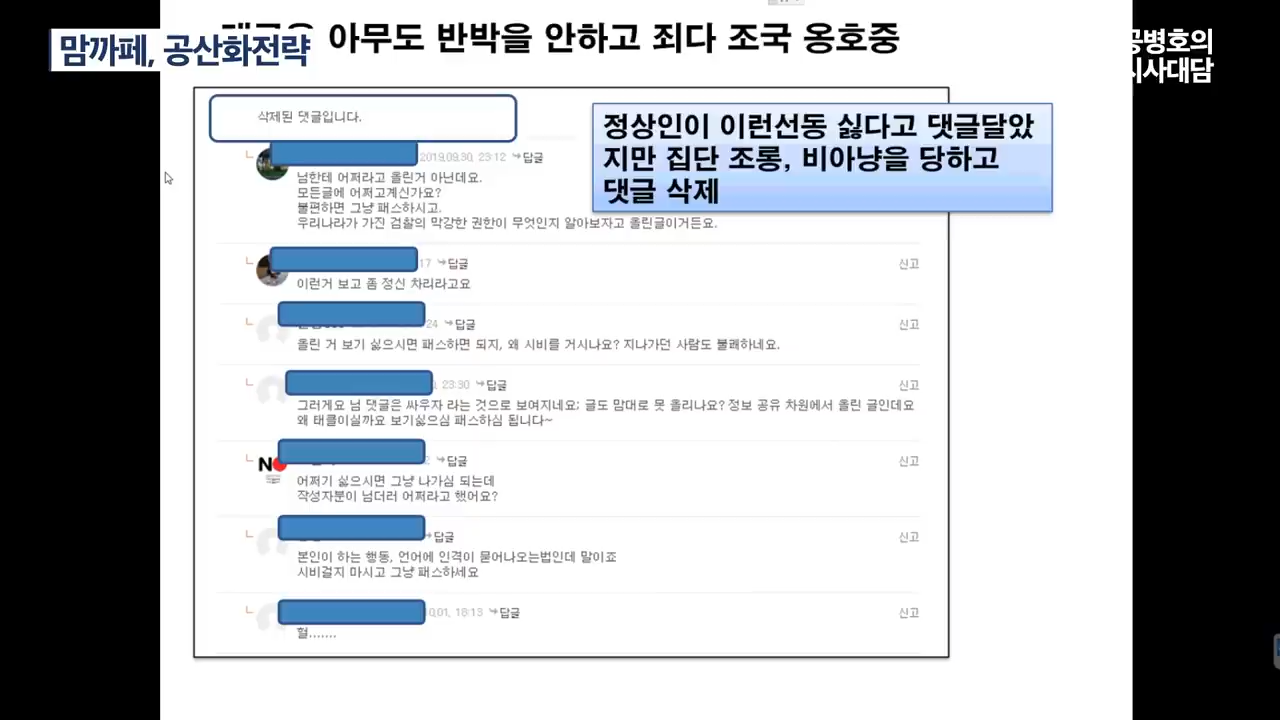 아무도 반박을 안하고 죄다 조국 옹호중
맘까페, 공산화전략
공병호의
시사대담
삭제된 댓글입니다.
정상인이 이런선동 싫다고 댓글달았
지만 집단 조롱, 비아냥을 당하고
댓글 삭제
2019.09.30. 23:12 답글
님한테 어쩌라고 올린거 아닌데요.
모든글에 어쩌고계신가요?
불편하면 그냥 패스하시고.
우리나라가 가진 검찰의 막강한 권한이 무엇인지 알아보자고 올린글이거든요.
17 답글 신고
이런거 보고 좀 정신 차리라고요
24 답글 신고
올린 거 보기 싫으시면 패스하면 되지, 왜 시비를 거시나요? 지나가던 사람도 불쾌하네요.
23:30 답글 신고
그러게요 님 댓글은 싸우자 라는 것으로 보여지네요; 글도 맘대로 못 올리나요? 정보 공유 차원에서 올린 글인데요
왜 태클이실까요 보기싫으심 패스하심 됩니다~
NO
답글 신고
어쩌기 싫으시면 그냥 나가심 되는데
작성자분이 님더러 어쩌라고 했어요?
답글 신고
본인이 하는 행동, 언어에 인격이 묻어나오는법인데 말이죠
시비걸지 마시고 그냥 패스하세요
01. 18:13 답글 신고
헐.......